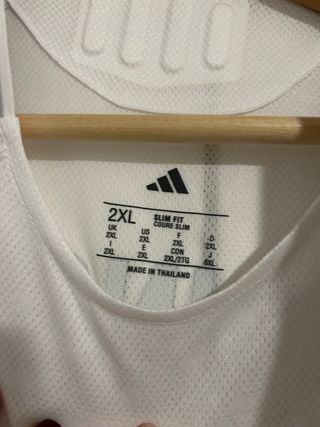 2XL SLIM FIT
COUPE SLIM
UK US F D
2XL 2XL 2XL 2XL
I E CDN J
2XL 2XL 2XL/2TG 6XL
MADE IN THAILAND